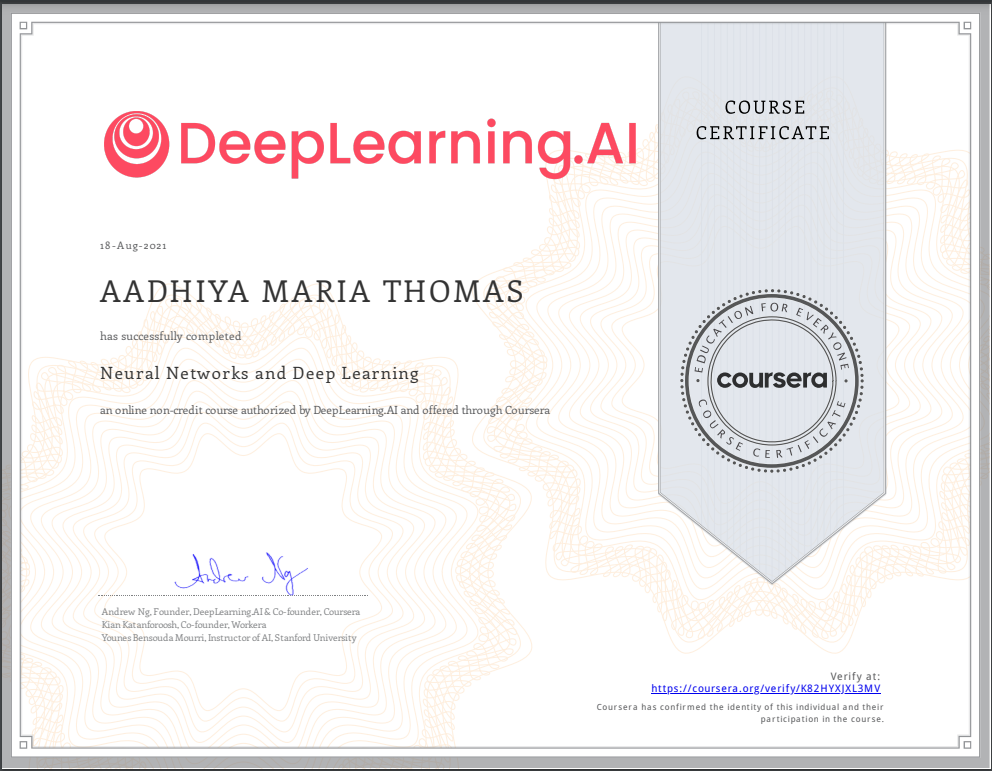 DeepLearning.AI
COURSE
CERTIFICATE
18-Aug-2021
AADHIYA MARIA THOMAS
has successfully completed
Neural Networks and Deep Learning
an online non-credit course authorized by DeepLearning.AI and offered through Coursera
EDUCATION FOR EVERYONE
coursera
COURSE CERTIFICATE
Andrew Ng
Andrew Ng, Founder, DeepLearning.AI & Co-founder, Coursera
Kian Katanforoosh, Co-founder, Workera
Younes Bensouda Mourri, Instructor of AI, Stanford University
Verify at:
https://coursera.org/verify/K82HYXJXL3MV
Coursera has confirmed the identity of this individual and their
participation in the course.